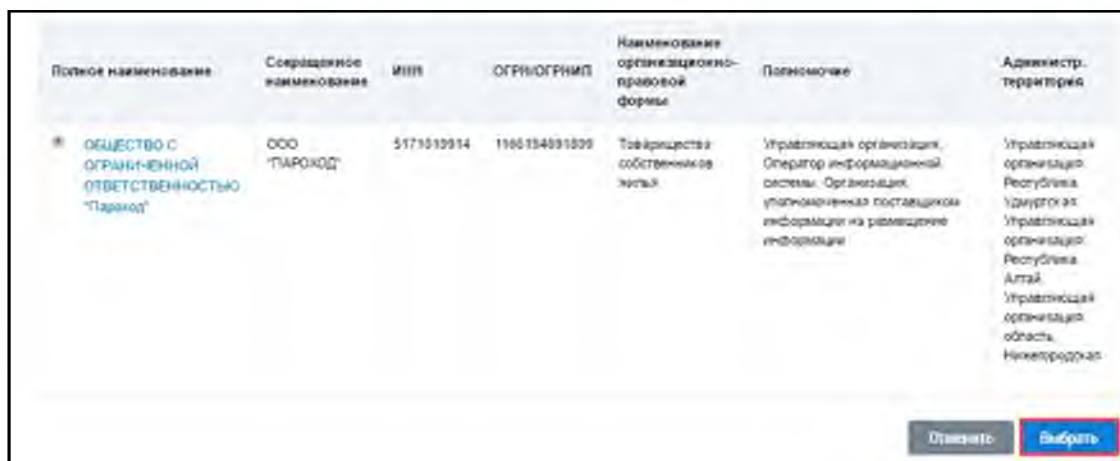 Полное наименование
Сокращенное
наименование
ИНН
ОГРН/ОГРНИП
Наименование
организационно-
правовой
формы
Полномочие
Администр.
территория
ОБЩЕСТВО С
ОГРАНИЧЕННОЙ
ОТВЕТСТВЕННОСТЬЮ
"Пароход"
ООО
"ПАРОХОД"
Товарищества
собственников
жилья
Управляющая организация,
Оператор информационной
системы, Организация,
уполномоченная поставщиком
информации на размещение
информации
Управляющая
организация:
Республика
Удмуртская
Управляющая
организация:
Республика
Алтай,
Управляющая
организация:
область
Нижегородская
Отменить
Выбрать